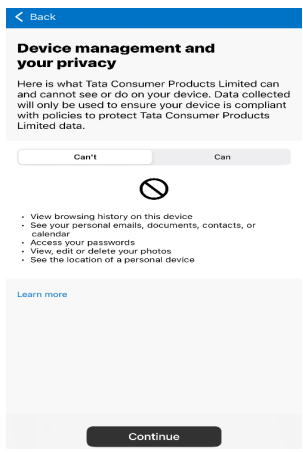 Back
Device management and
your privacy
Here is what Tata Consumer Products Limited can
and cannot see or do on your device. Data collected
will only be used to ensure your device is compliant
with policies to protect Tata Consumer Products
Limited data.
Can't Can
• View browsing history on this device
• See your personal emails, documents, contacts, or
calendar
• Access your passwords
• View, edit or delete your photos
• See the location of a personal device
Learn more
Continue